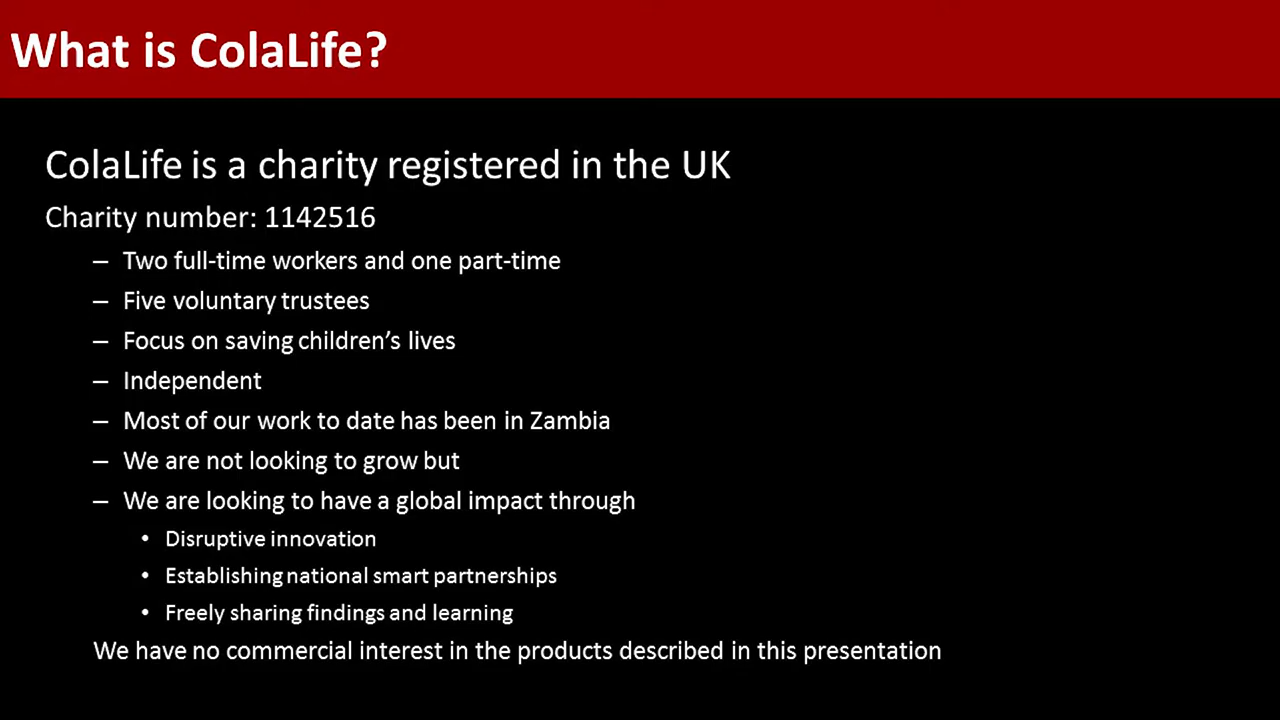 What is ColaLife?
ColaLife is a charity registered in the UK
Charity number: 1142516
– Two full-time workers and one part-time
– Five voluntary trustees
– Focus on saving children’s lives
– Independent
– Most of our work to date has been in Zambia
– We are not looking to grow but
– We are looking to have a global impact through
• Disruptive innovation
• Establishing national smart partnerships
• Freely sharing findings and learning
We have no commercial interest in the products described in this presentation